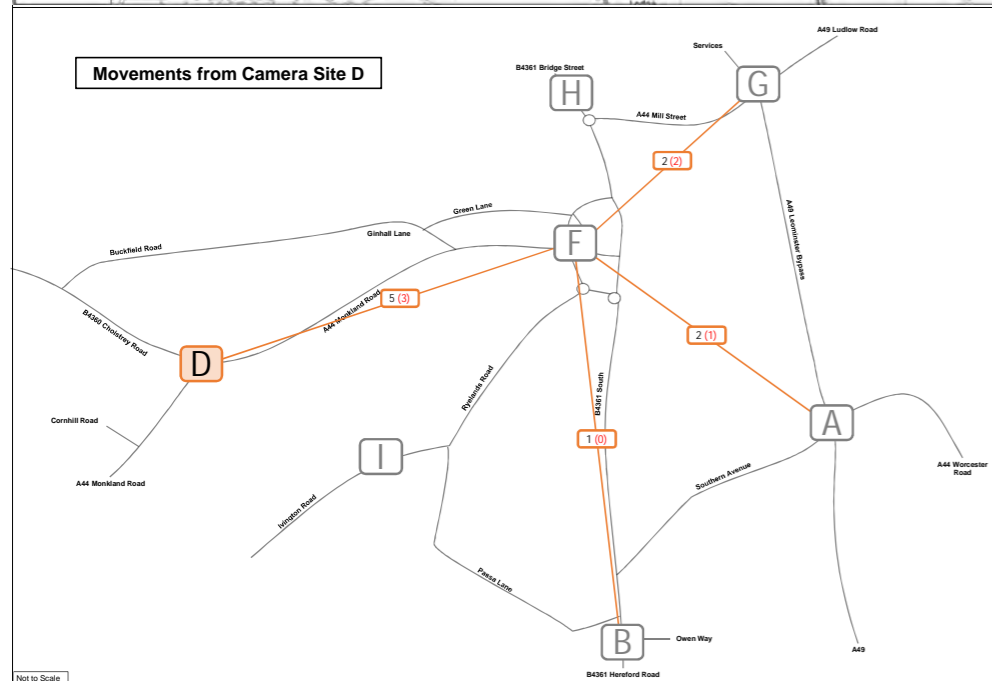 A49 Ludlow Road
Services
Movements from Camera Site D
B4361 Bridge Street
G
H
A44 Mill Street
2 (2)
A49 Leominster Bypass
Green Lane
Ginhall Lane
F
Buckfield Road
5 (3)
A44 Monkland Road
B4360 Cholstrey Road
2 (1)
D
Ryelands Road
B4361 South
A
Cornhill Road
1 (0)
I
A44 Worcester
Road
Southern Avenue
A44 Monkland Road
Ivington Road
Passa Lane
B
Owen Way
A49
B4361 Hereford Road
Not to Scale